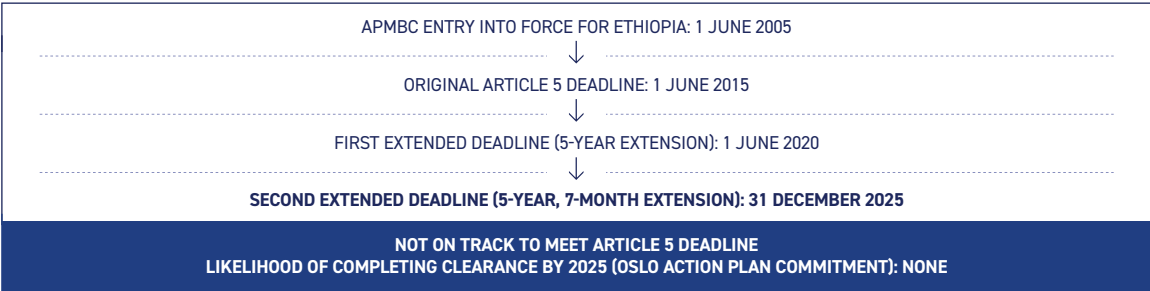 APMBC ENTRY INTO FORCE FOR ETHIOPIA: 1 JUNE 2005
ORIGINAL ARTICLE 5 DEADLINE: 1 JUNE 2015
FIRST EXTENDED DEADLINE (5-YEAR EXTENSION): 1 JUNE 2020
SECOND EXTENDED DEADLINE (5-YEAR, 7-MONTH EXTENSION): 31 DECEMBER 2025
NOT ON TRACK TO MEET ARTICLE 5 DEADLINE
LIKELIHOOD OF COMPLETING CLEARANCE BY 2025 (OSLO ACTION PLAN COMMITMENT): NONE